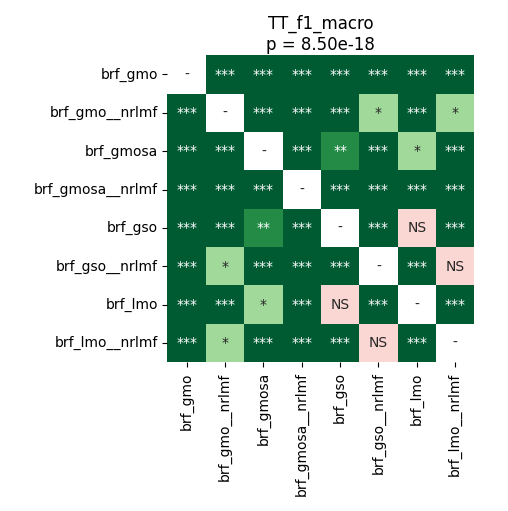 TT_f1_macro
p = 8.50e-18
brf_gmo - *** *** *** *** *** *** ***
brf_gmo__nrlmf *** - *** *** *** * *** *
brf_gmosa *** *** - *** ** *** * ***
brf_gmosa__nrlmf *** *** *** - *** *** *** ***
brf_gso *** *** ** *** - *** NS ***
brf_gso__nrlmf *** * *** *** *** - *** NS
brf_lmo *** *** * *** NS *** - ***
brf_lmo__nrlmf *** * *** *** *** NS *** -
brf_gmo
brf_gmo__nrlmf
brf_gmosa
brf_gmosa__nrlmf
brf_gso
brf_gso__nrlmf
brf_lmo
brf_lmo__nrlmf